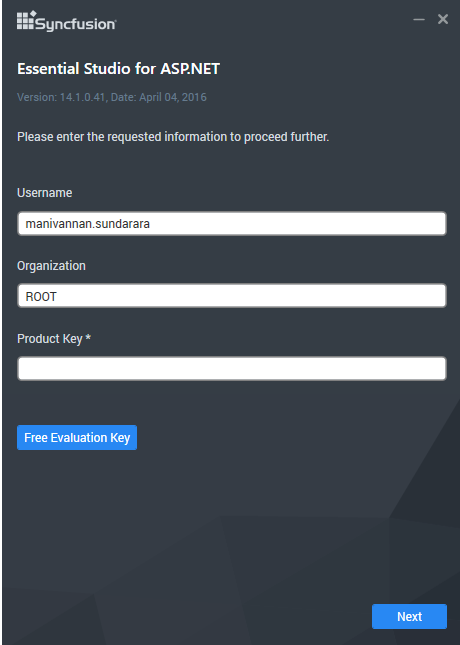 Syncfusion
Essential Studio for ASP.NET
Version: 14.1.0.41, Date: April 04, 2016
Please enter the requested information to proceed further.
Username
manivannan.sundarara
Organization
ROOT
Product Key *
Free Evaluation Key
Next